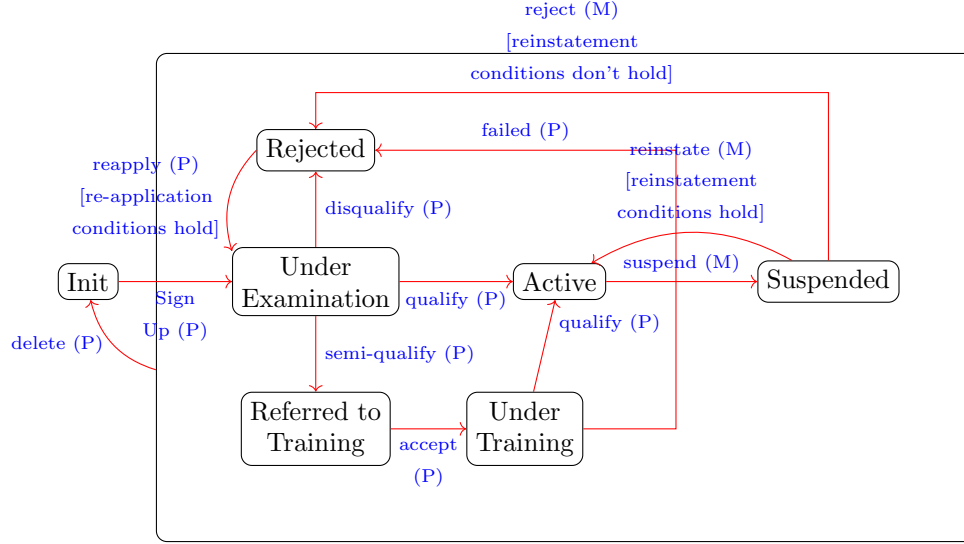 reject (M)
[reinstatement
conditions don't hold]
failed (P)
Rejected
reinstate (M)
[reinstatement
conditions hold]
reapply (P)
[re-application
conditions hold]
disqualify (P)
Init
Sign
Up (P)
Under
Examination
qualify (P)
Active
suspend (M)
Suspended
delete (P)
qualify (P)
semi-qualify (P)
Referred to
Training
accept
(P)
Under
Training